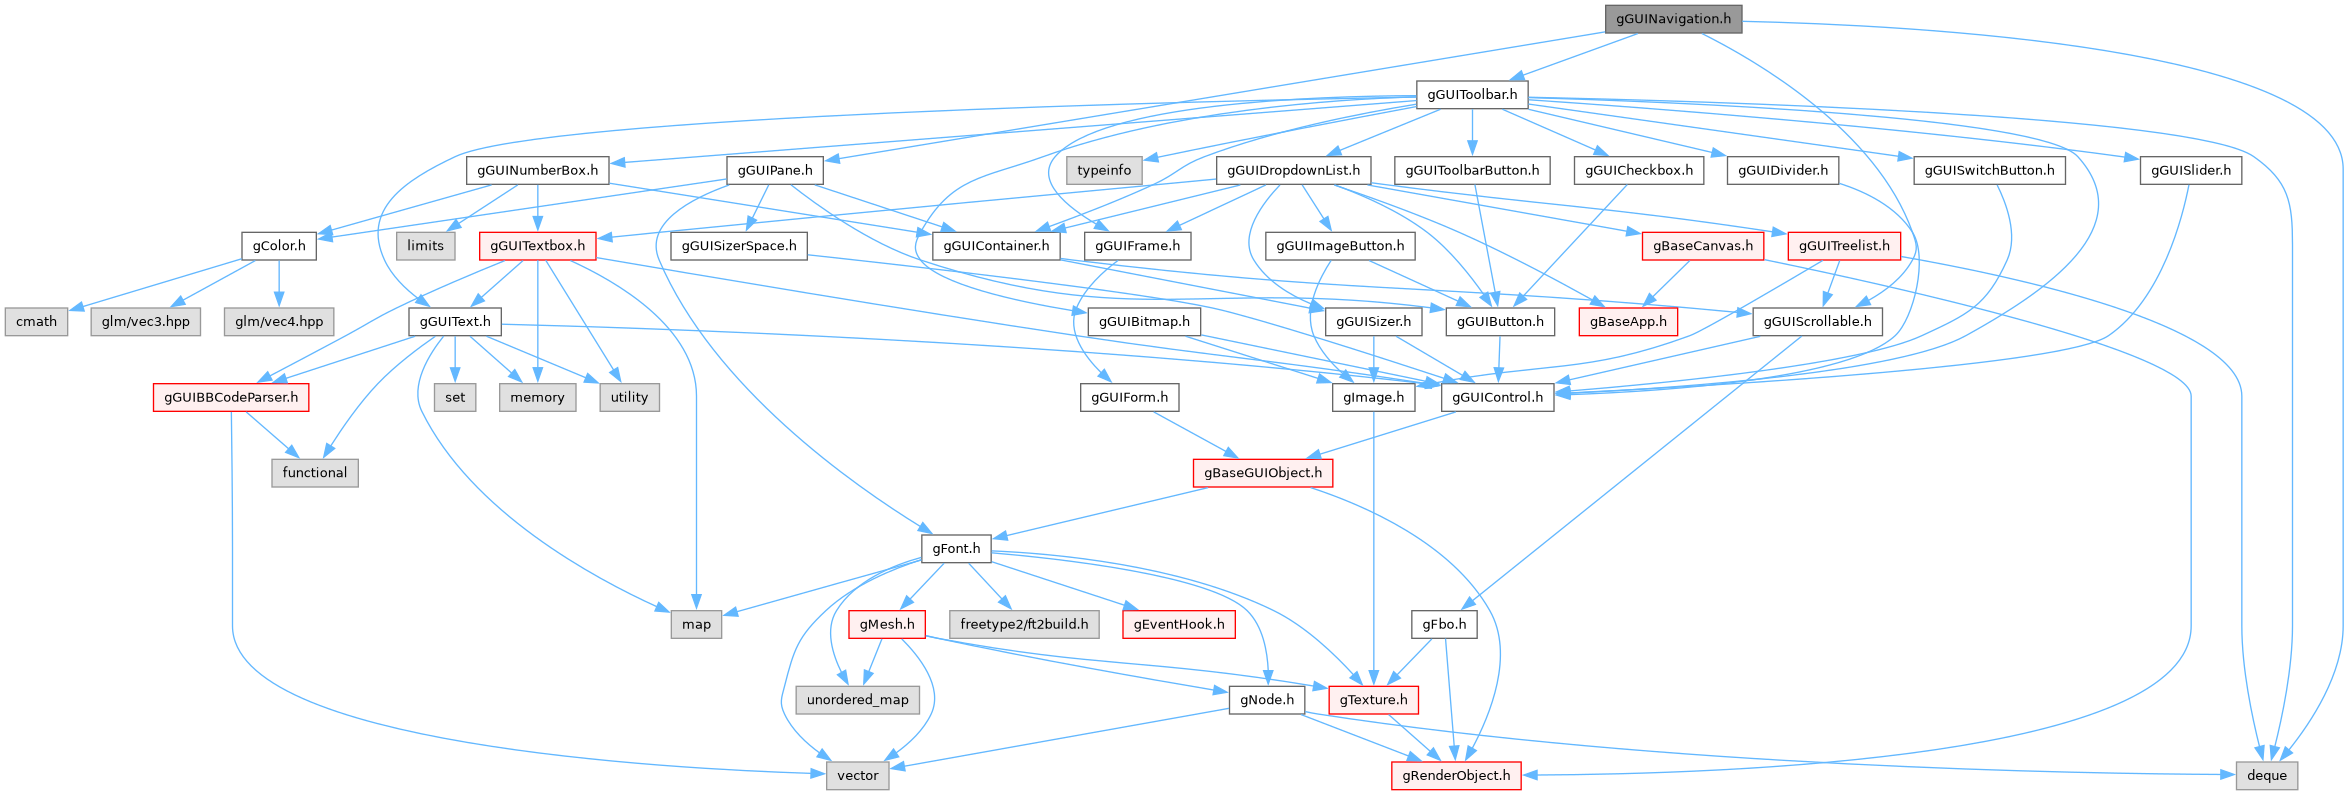 gGUINavigation.h
gGUIToolbar.h
gGUINumberBox.h
gGUIPane.h
typeinfo
gGUIDropdownList.h
gGUIToolbarButton.h
gGUICheckbox.h
gGUIDivider.h
gGUISwitchButton.h
gGUISlider.h
gColor.h
limits
gGUITextbox.h
gGUISizerSpace.h
gGUIContainer.h
gGUIFrame.h
gGUIImageButton.h
gBaseCanvas.h
gGUITreelist.h
cmath
glm/vec3.hpp
glm/vec4.hpp
gGUIText.h
gGUIBitmap.h
gGUISizer.h
gGUIButton.h
gBaseApp.h
gGUIScrollable.h
gGUIBBCodeParser.h
set
memory
utility
gGUIForm.h
gImage.h
gGUIControl.h
functional
gBaseGUIObject.h
gFont.h
map
gMesh.h
freetype2/ft2build.h
gEventHook.h
gFbo.h
unordered_map
gNode.h
gTexture.h
vector
gRenderObject.h
deque